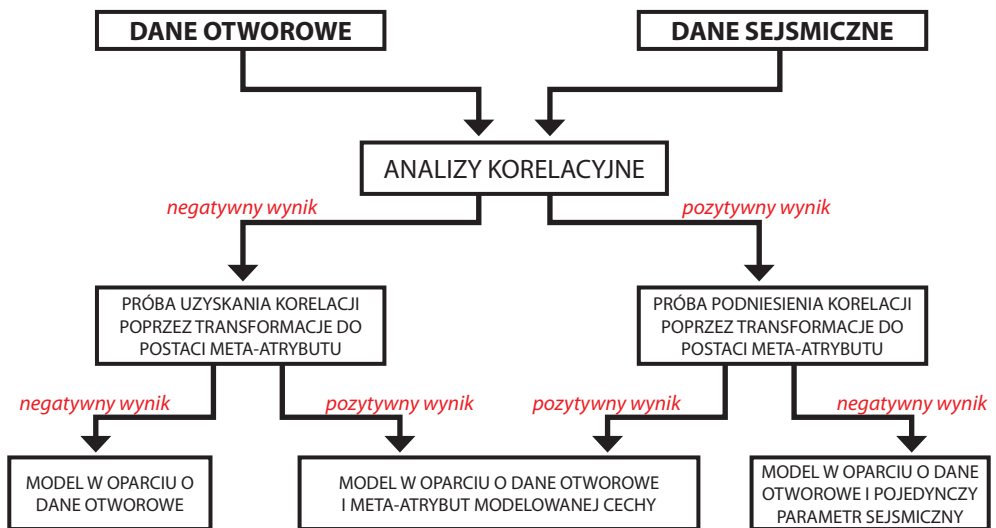 DANE OTWOROWE
DANE SEJSMICZNE
ANALIZY KORELACYJNE
negatywny wynik
pozytywny wynik
PRÓBA UZYSKANIA KORELACJI
POPRZEZ TRANSFORMACJE DO
POSTACI META-ATRYBUTU
PRÓBA PODNIESIENIA KORELACJI
POPRZEZ TRANSFORMACJE DO
POSTACI META-ATRYBUTU
negatywny wynik
pozytywny wynik
pozytywny wynik
negatywny wynik
MODEL W OPARCIU O
DANE OTWOROWE
MODEL W OPARCIU O DANE OTWOROWE
I META-ATRYBUT MODELOWANEJ CECHY
MODEL W OPARCIU O DANE
OTWOROWE I POJEDYNCZY
PARAMETR SEJSMICZNY